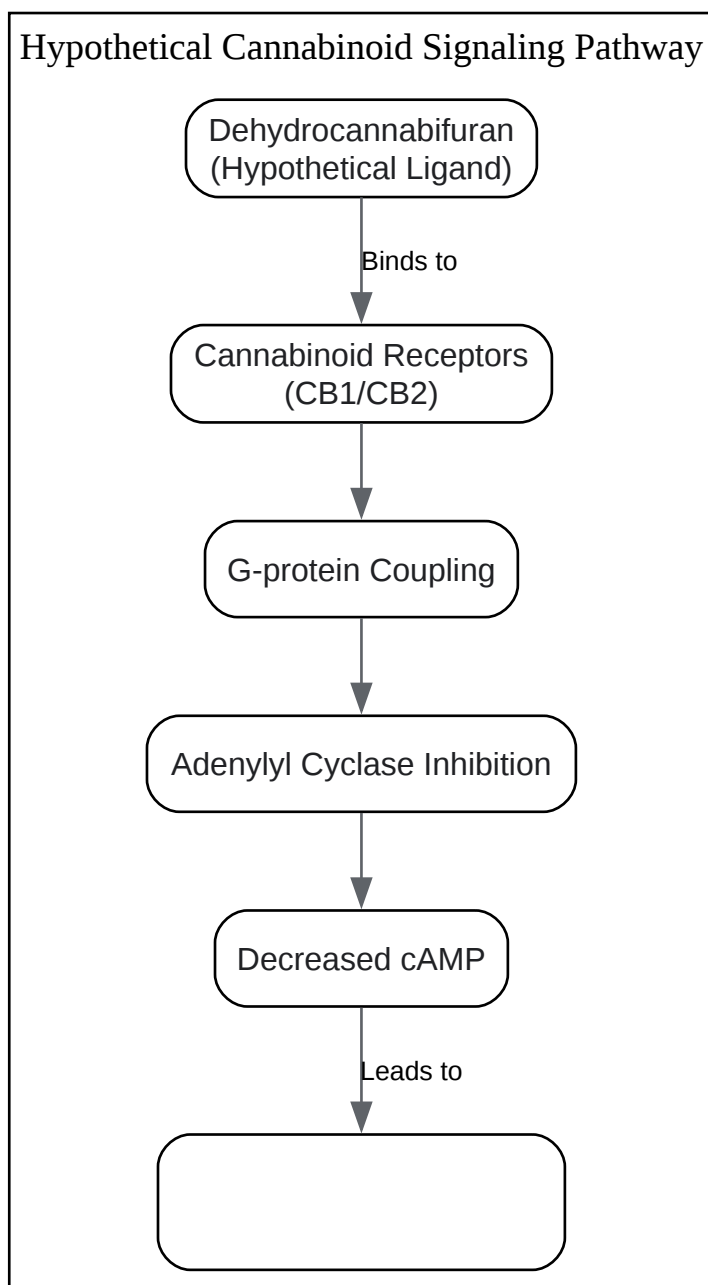 Hypothetical Cannabinoid Signaling Pathway
Dehydrocannabifuran
(Hypothetical Ligand)
Binds to
Cannabinoid Receptors
(CB1/CB2)
G-protein Coupling
Adenylyl Cyclase Inhibition
Decreased cAMP
Leads to